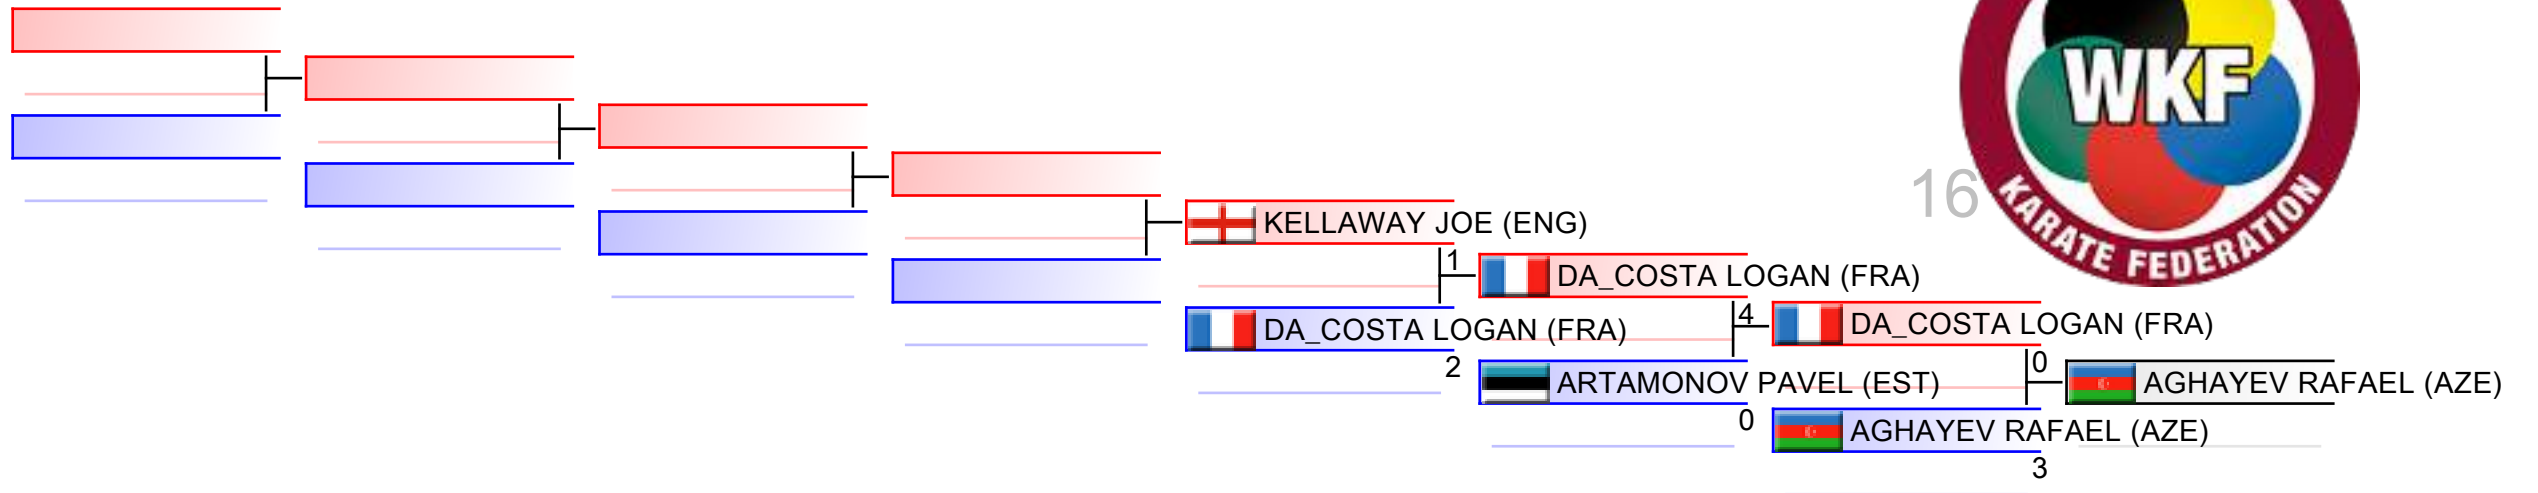 WKF
KARATE FEDERATION
16
KELLAWAY JOE (ENG)
1
DA_COSTA LOGAN (FRA)
DA_COSTA LOGAN (FRA)
2
4
DA_COSTA LOGAN (FRA)
ARTAMONOV PAVEL (EST)
0
0
AGHAYEV RAFAEL (AZE)
AGHAYEV RAFAEL (AZE)
3